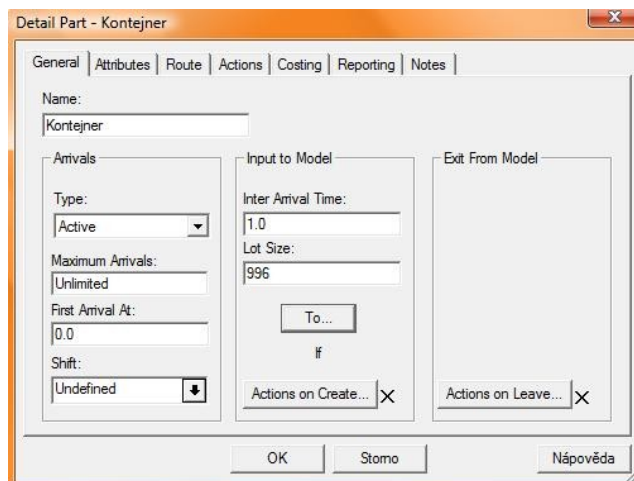 Detail Part - Kontejner
General Attributes Route Actions Costing Reporting Notes
Name:
Kontejner
Arrivals
Type:
Active
Maximum Arrivals:
Unlimited
First Arrival At:
0.0
Shift:
Undefined
Input to Model
Inter Arrival Time:
1.0
Lot Size:
996
To...
If
Actions on Create... X
Exit From Model
Actions on Leave... X
OK Storno Nápověda